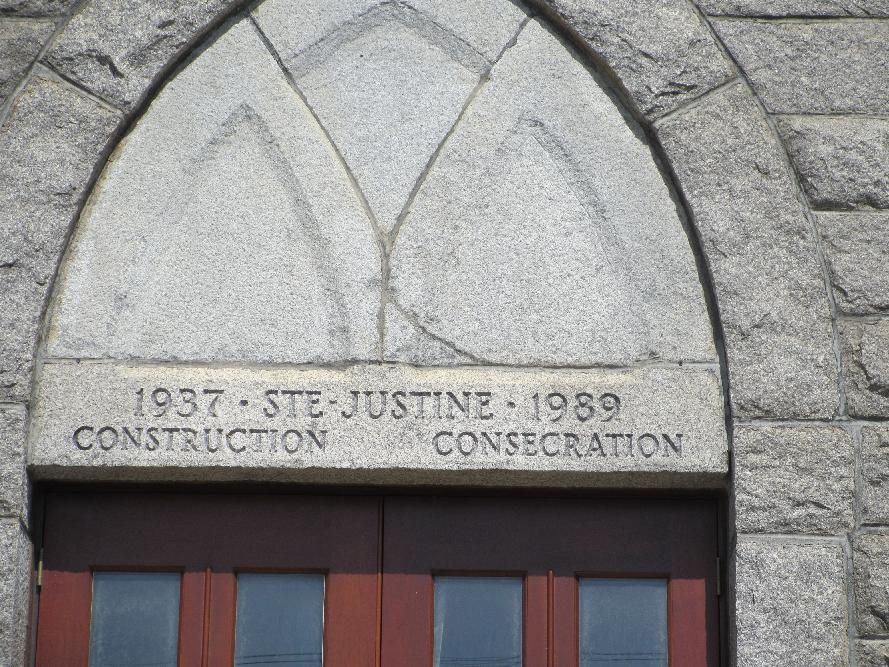 1937 · STE-JUSTINE · 1989
CONSTRUCTION CONSECRATION